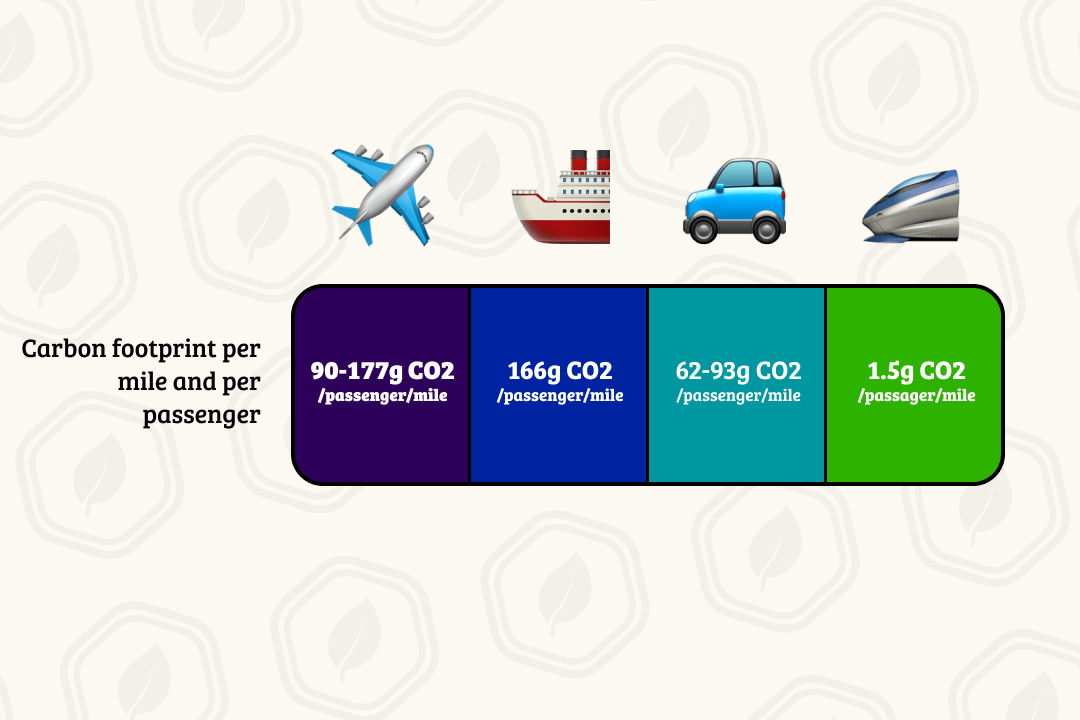 Carbon footprint per
mile and per
passenger
90-177g CO2
/passenger/mile
166g CO2
/passenger/mile
62-93g CO2
/passenger/mile
1.5g CO2
/passager/mile